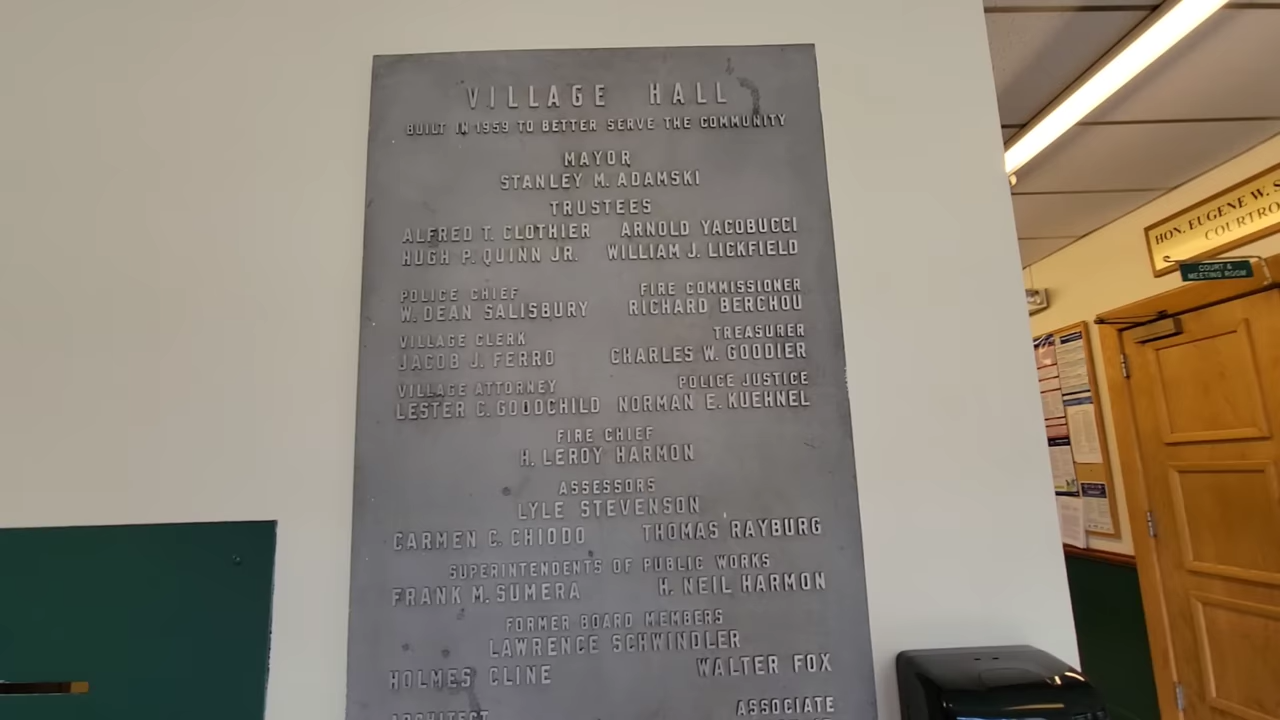 VILLAGE HALL
BUILT IN 1959 TO BETTER SERVE THE COMMUNITY
MAYOR
STANLEY M. ADAMSKI
TRUSTEES
ALFRED T. CLOTHIER ARNOLD YACOBUCCI
HUGH P. QUINN JR. WILLIAM J. LICKFIELD
POLICE CHIEF FIRE COMMISSIONER
W. DEAN SALISBURY RICHARD BERCHOU
VILLAGE CLERK TREASURER
JACOB J. FERRO CHARLES W. GOODIER
VILLAGE ATTORNEY POLICE JUSTICE
LESTER C. GOODCHILD NORMAN E. KUEHNEL
FIRE CHIEF
H. LEROY HARMON
ASSESSORS
LYLE STEVENSON
CARMEN C. CHIODO THOMAS RAYBURG
SUPERINTENDENTS OF PUBLIC WORKS
FRANK M. SUMERA H. NEIL HARMON
FORMER BOARD MEMBERS
LAWRENCE SCHWINDLER
HOLMES CLINE WALTER FOX
ARCHITECT ASSOCIATE
HON. EUGENE W.
COURTRO
COURT &
MEETING ROOM